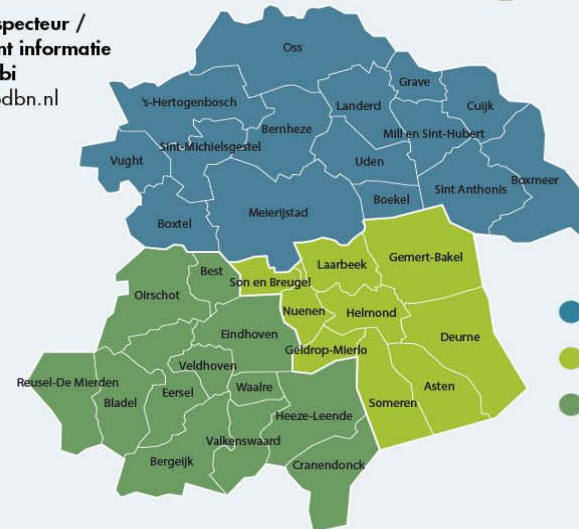 specteur /
nt informatie
bi
dbn.nl
Oss
Grave
's-Hertogenbosch
Landerd
Cuijk
Bernheze
Mill en Sint-Hubert
Sint-Michielsgestel
Vught
Uden
Sint Anthonis
Boxmeer
Boekel
Meierijstad
Boxtel
Laarbeek
Gemert-Bakel
Best
Son en Breugel
Oirschot
Nuenen
Helmond
Eindhoven
Deurne
Geldrop-Mierlo
Veldhoven
Reusel-De Mierden
Waalre
Asten
Eersel
Bladel
Someren
Heeze-Leende
Valkenswaard
Bergeijk
Cranendonck